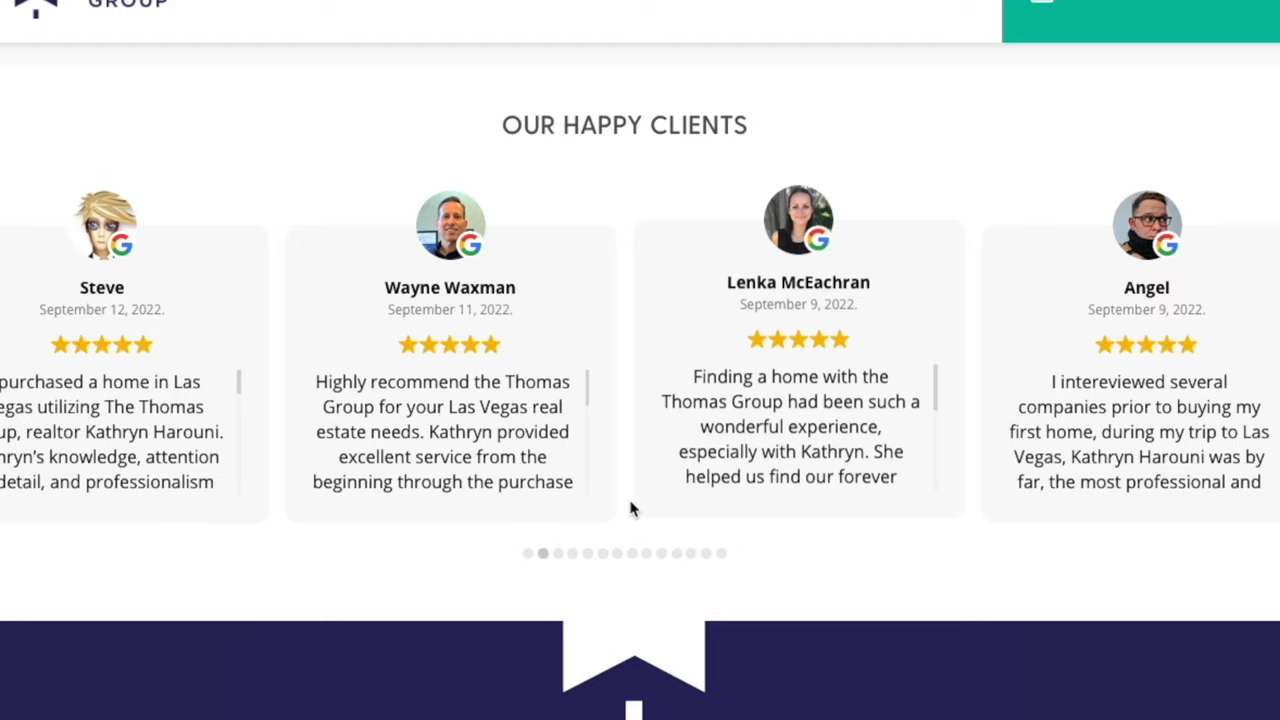 GROUP
OUR HAPPY CLIENTS
Steve
September 12, 2022.
purchased a home in Las
egas utilizing The Thomas
up, realtor Kathryn Harouni.
hryn's knowledge, attention
detail, and professionalism
Wayne Waxman
September 11, 2022.
Highly recommend the Thomas
Group for your Las Vegas real
estate needs. Kathryn provided
excellent service from the
beginning through the purchase
Lenka McEachran
September 9, 2022.
Finding a home with the
Thomas Group had been such a
wonderful experience,
especially with Kathryn. She
helped us find our forever
Angel
September 9, 2022.
I intereviewed several
companies prior to buying my
first home, during my trip to Las
Vegas, Kathryn Harouni was by
far, the most professional and